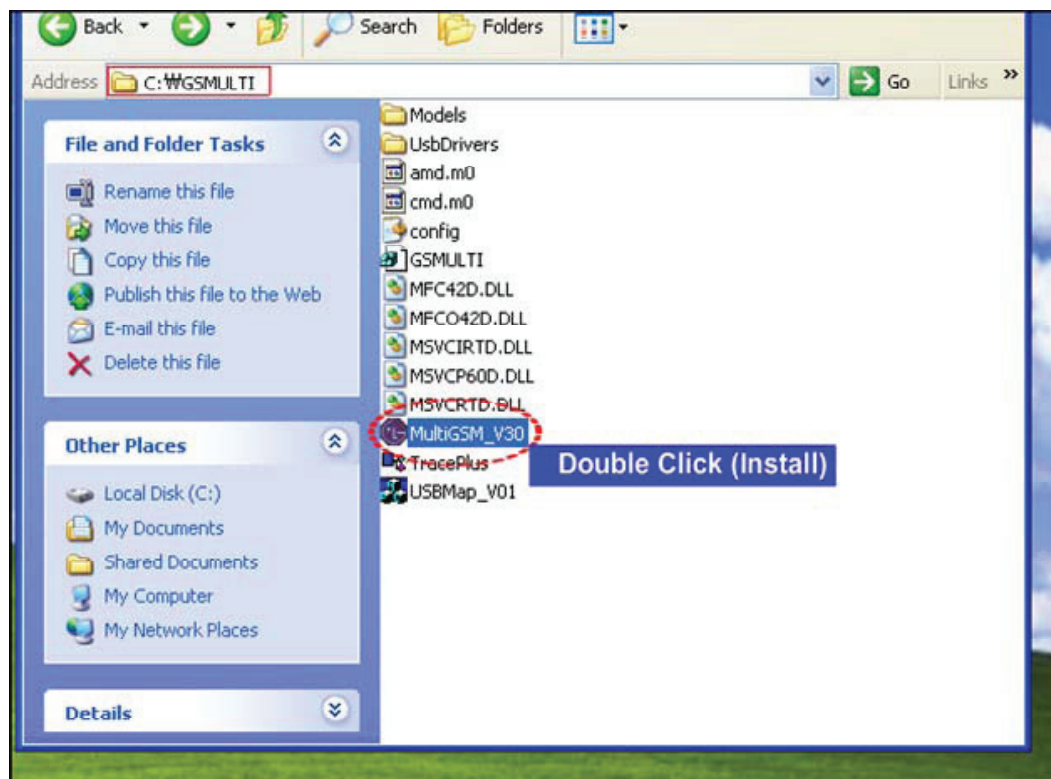 Back
Search
Folders
Address
C:₩GSMULTI
Go
Links
»
File and Folder Tasks
Rename this file
Move this file
Copy this file
Publish this file to the Web
E-mail this file
Delete this file
Other Places
Local Disk (C:)
My Documents
Shared Documents
My Computer
My Network Places
Details
Models
UsbDrivers
amd.m0
cmd.m0
config
GSMULTI
MFC42D.DLL
MFCO42D.DLL
MSVCIRTD.DLL
MSVCP60D.DLL
MSVCRTD.DLL
MultiGSM_V30
TracePlus
USBMap_V01
Double Click (Install)